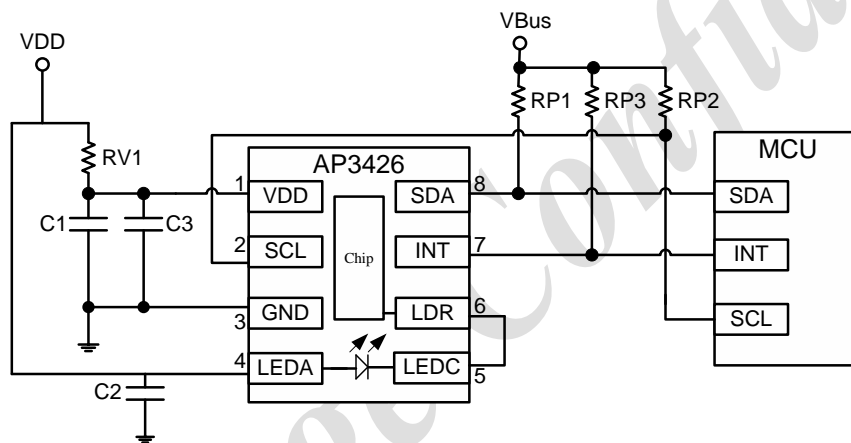 VBus
VDD
RP1 RP3 RP2
RV1
AP3426
MCU
1 VDD SDA 8 SDA
C1 C3
2 SCL Chip INT 7 INT
3 GND LDR 6 SCL
4 LEDA LEDC 5
C2